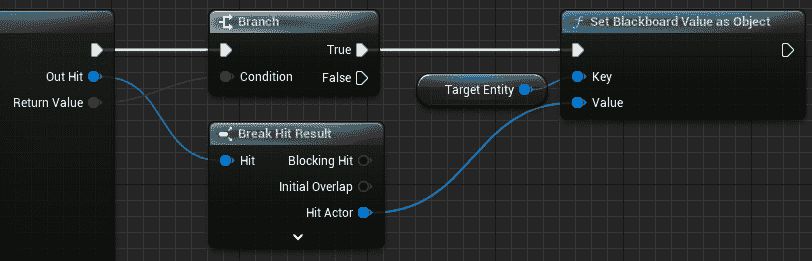 Branch
True
Out Hit
Condition
False
Return Value
Break Hit Result
Hit
Blocking Hit
Initial Overlap
Hit Actor
Target Entity
f Set Blackboard Value as Object
Key
Value